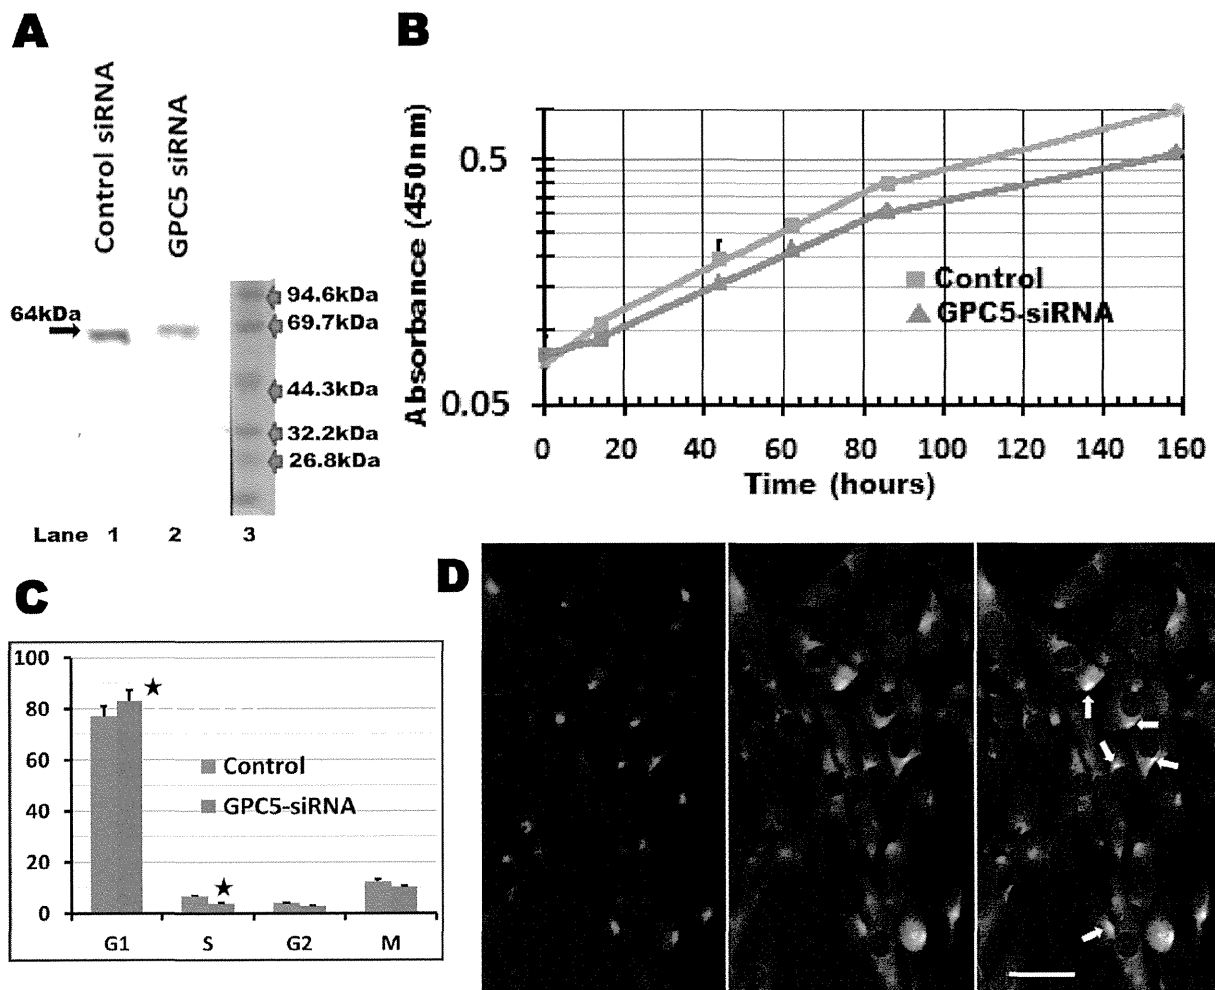 A
Control siRNA
GPC5 siRNA
64kDa
94.6kDa
69.7kDa
44.3kDa
32.2kDa
26.8kDa
Lane 1 2 3
B
Absorbance (450nm)
0.5
0.05
0 20 40 60 80 100 120 140 160
Time (hours)
Control
GPC5-siRNA
C
100
80
60
40
20
0
G1 S G2 M
Control
GPC5-siRNA
D